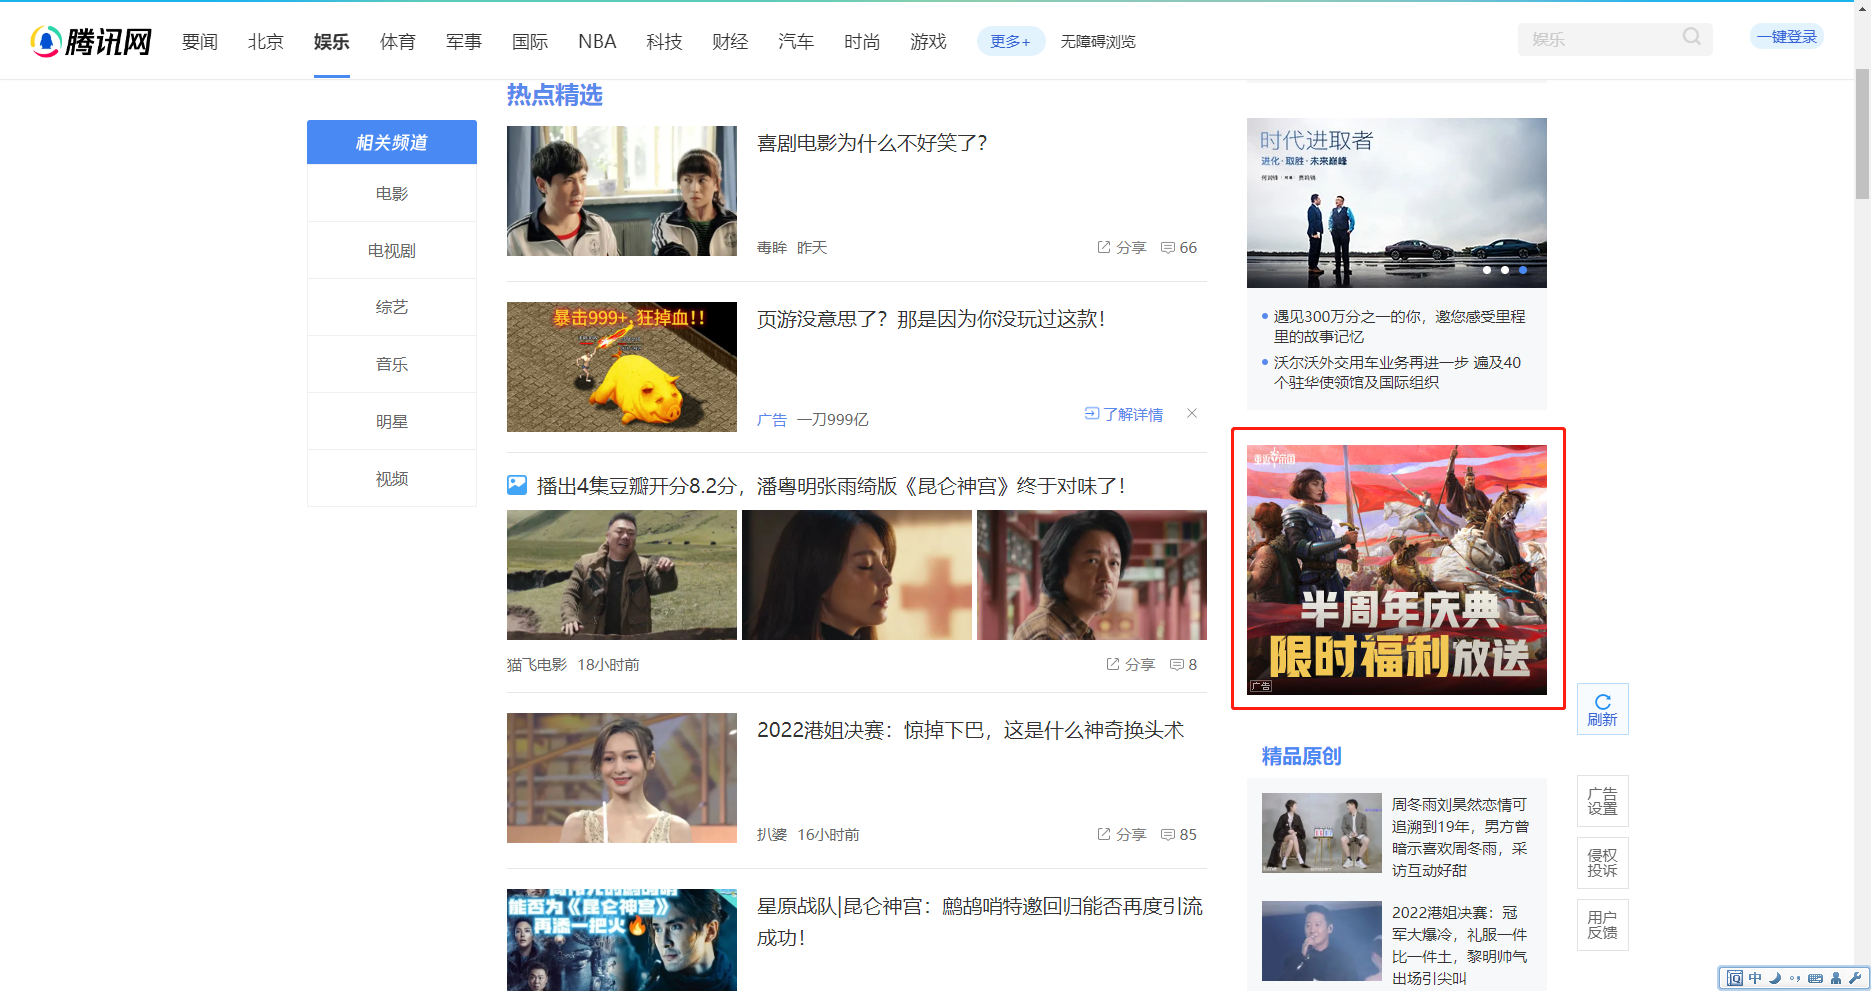 腾讯网
要闻
北京
娱乐
体育
军事
国际
NBA
科技
财经
汽车
时尚
游戏
更多+
无障碍浏览
娱乐
一键登录
相关频道
电影
电视剧
综艺
音乐
明星
视频
热点精选
喜剧电影为什么不好笑了？
毒眸 昨天
分享 66
暴击999+,狂掉血!!
页游没意思了？那是因为你没玩过这款！
广告 一刀999亿
了解详情
播出4集豆瓣开分8.2分，潘粤明张雨绮版《昆仑神宫》终于对味了！
猫飞电影 18小时前
分享 8
2022港姐决赛：惊掉下巴，这是什么神奇换头术
扒婆 16小时前
分享 85
能否为《昆仑神宫》
再添一把火
星原战队|昆仑神宫：鹧鸪哨特邀回归能否再度引流
成功！
时代进取者
进化·取胜·未来巅峰
遇见300万分之一的你，邀您感受里程
里的故事记忆
沃尔沃外交用车业务再进一步 遍及40
个驻华使领馆及国际组织
重返帝国
半周年庆典
限时福利放送
广告
精品原创
周冬雨刘昊然恋情可
追溯到19年，男方曾
暗示喜欢周冬雨，采
访互动好甜
2022港姐决赛：冠
军大爆冷，礼服一件
比一件土，黎明帅气
出场引尖叫
刷新
广告
设置
侵权
投诉
用户
反馈
中